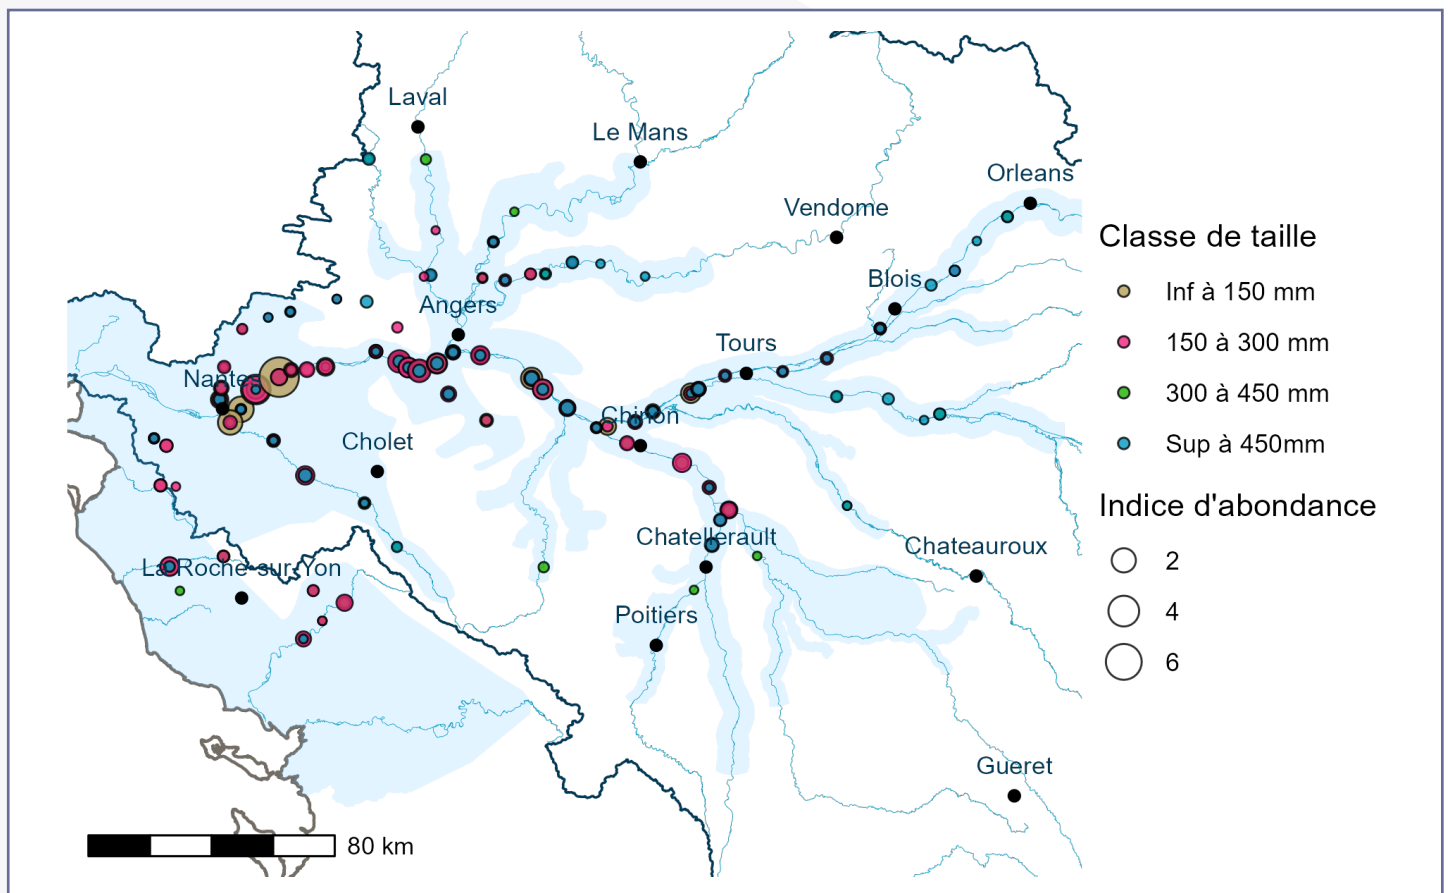 Laval
Le Mans
Orleans
Vendome
Blois
Angers
Tours
Nantes
Chinon
Cholet
Chatellerault
Chateauroux
La Roche-sur-Yon
Poitiers
Gueret
80 km
Classe de taille
Inf à 150 mm
150 à 300 mm
300 à 450 mm
Sup à 450mm
Indice d'abondance
2
4
6